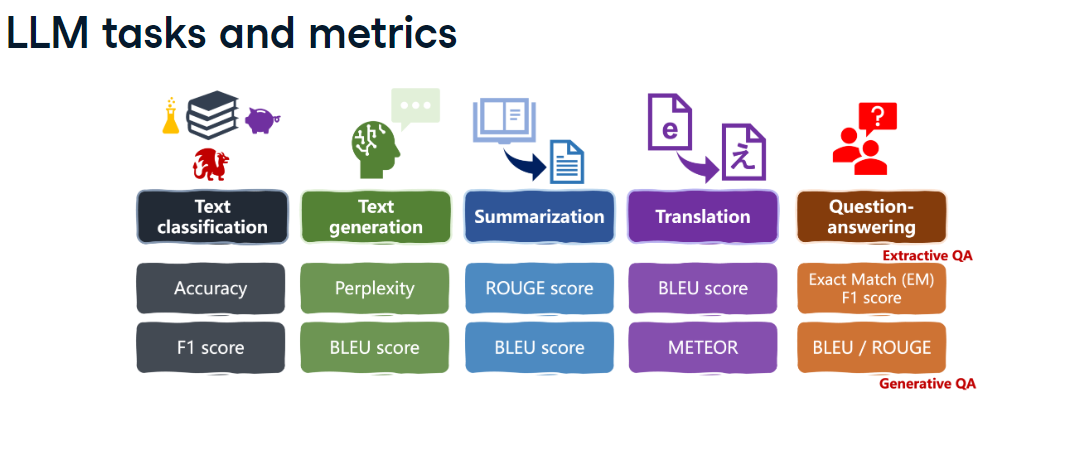 LLM tasks and metrics
e
え
?
Text
classification
Text
generation
Summarization
Translation
Question-
answering
Extractive QA
Accuracy
Perplexity
ROUGE score
BLEU score
Exact Match (EM)
F1 score
F1 score
BLEU score
BLEU score
METEOR
BLEU / ROUGE
Generative QA